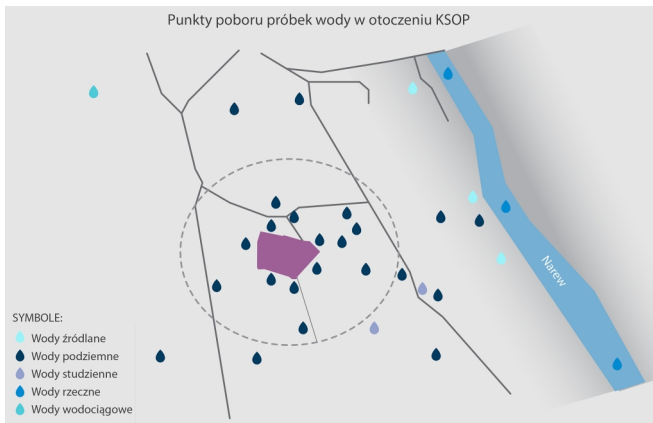 Punkty poboru próbek wody w otoczeniu KSOP
Narew
SYMBOLE:
Wody źródlane
Wody podziemne
Wody studzienne
Wody rzeczne
Wody wodociągowe